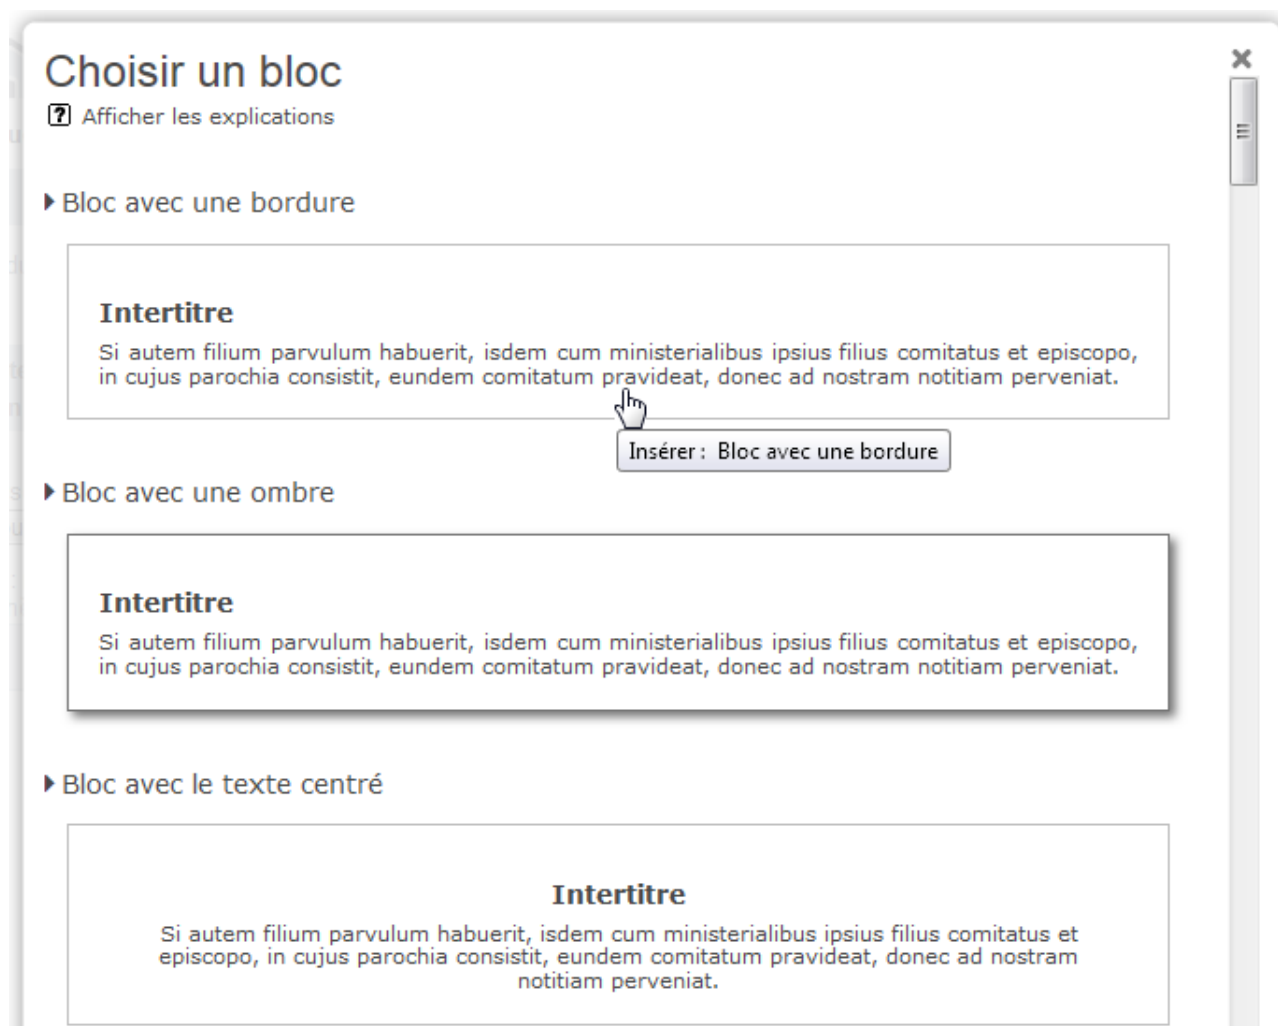 Choisir un bloc
? Afficher les explications
Bloc avec une bordure
Intertitre
Si autem filium parvulum habuerit, isdem cum ministerialibus ipsius filius comitatus et episcopo,
in cujus parochia consistit, eundem comitatum pravideat, donec ad nostram notitiam perveniat.
Insérer : Bloc avec une bordure
Bloc avec une ombre
Intertitre
Si autem filium parvulum habuerit, isdem cum ministerialibus ipsius filius comitatus et episcopo,
in cujus parochia consistit, eundem comitatum pravideat, donec ad nostram notitiam perveniat.
Bloc avec le texte centré
Intertitre
Si autem filium parvulum habuerit, isdem cum ministerialibus ipsius filius comitatus et
episcopo, in cujus parochia consistit, eundem comitatum pravideat, donec ad nostram
notitiam perveniat.